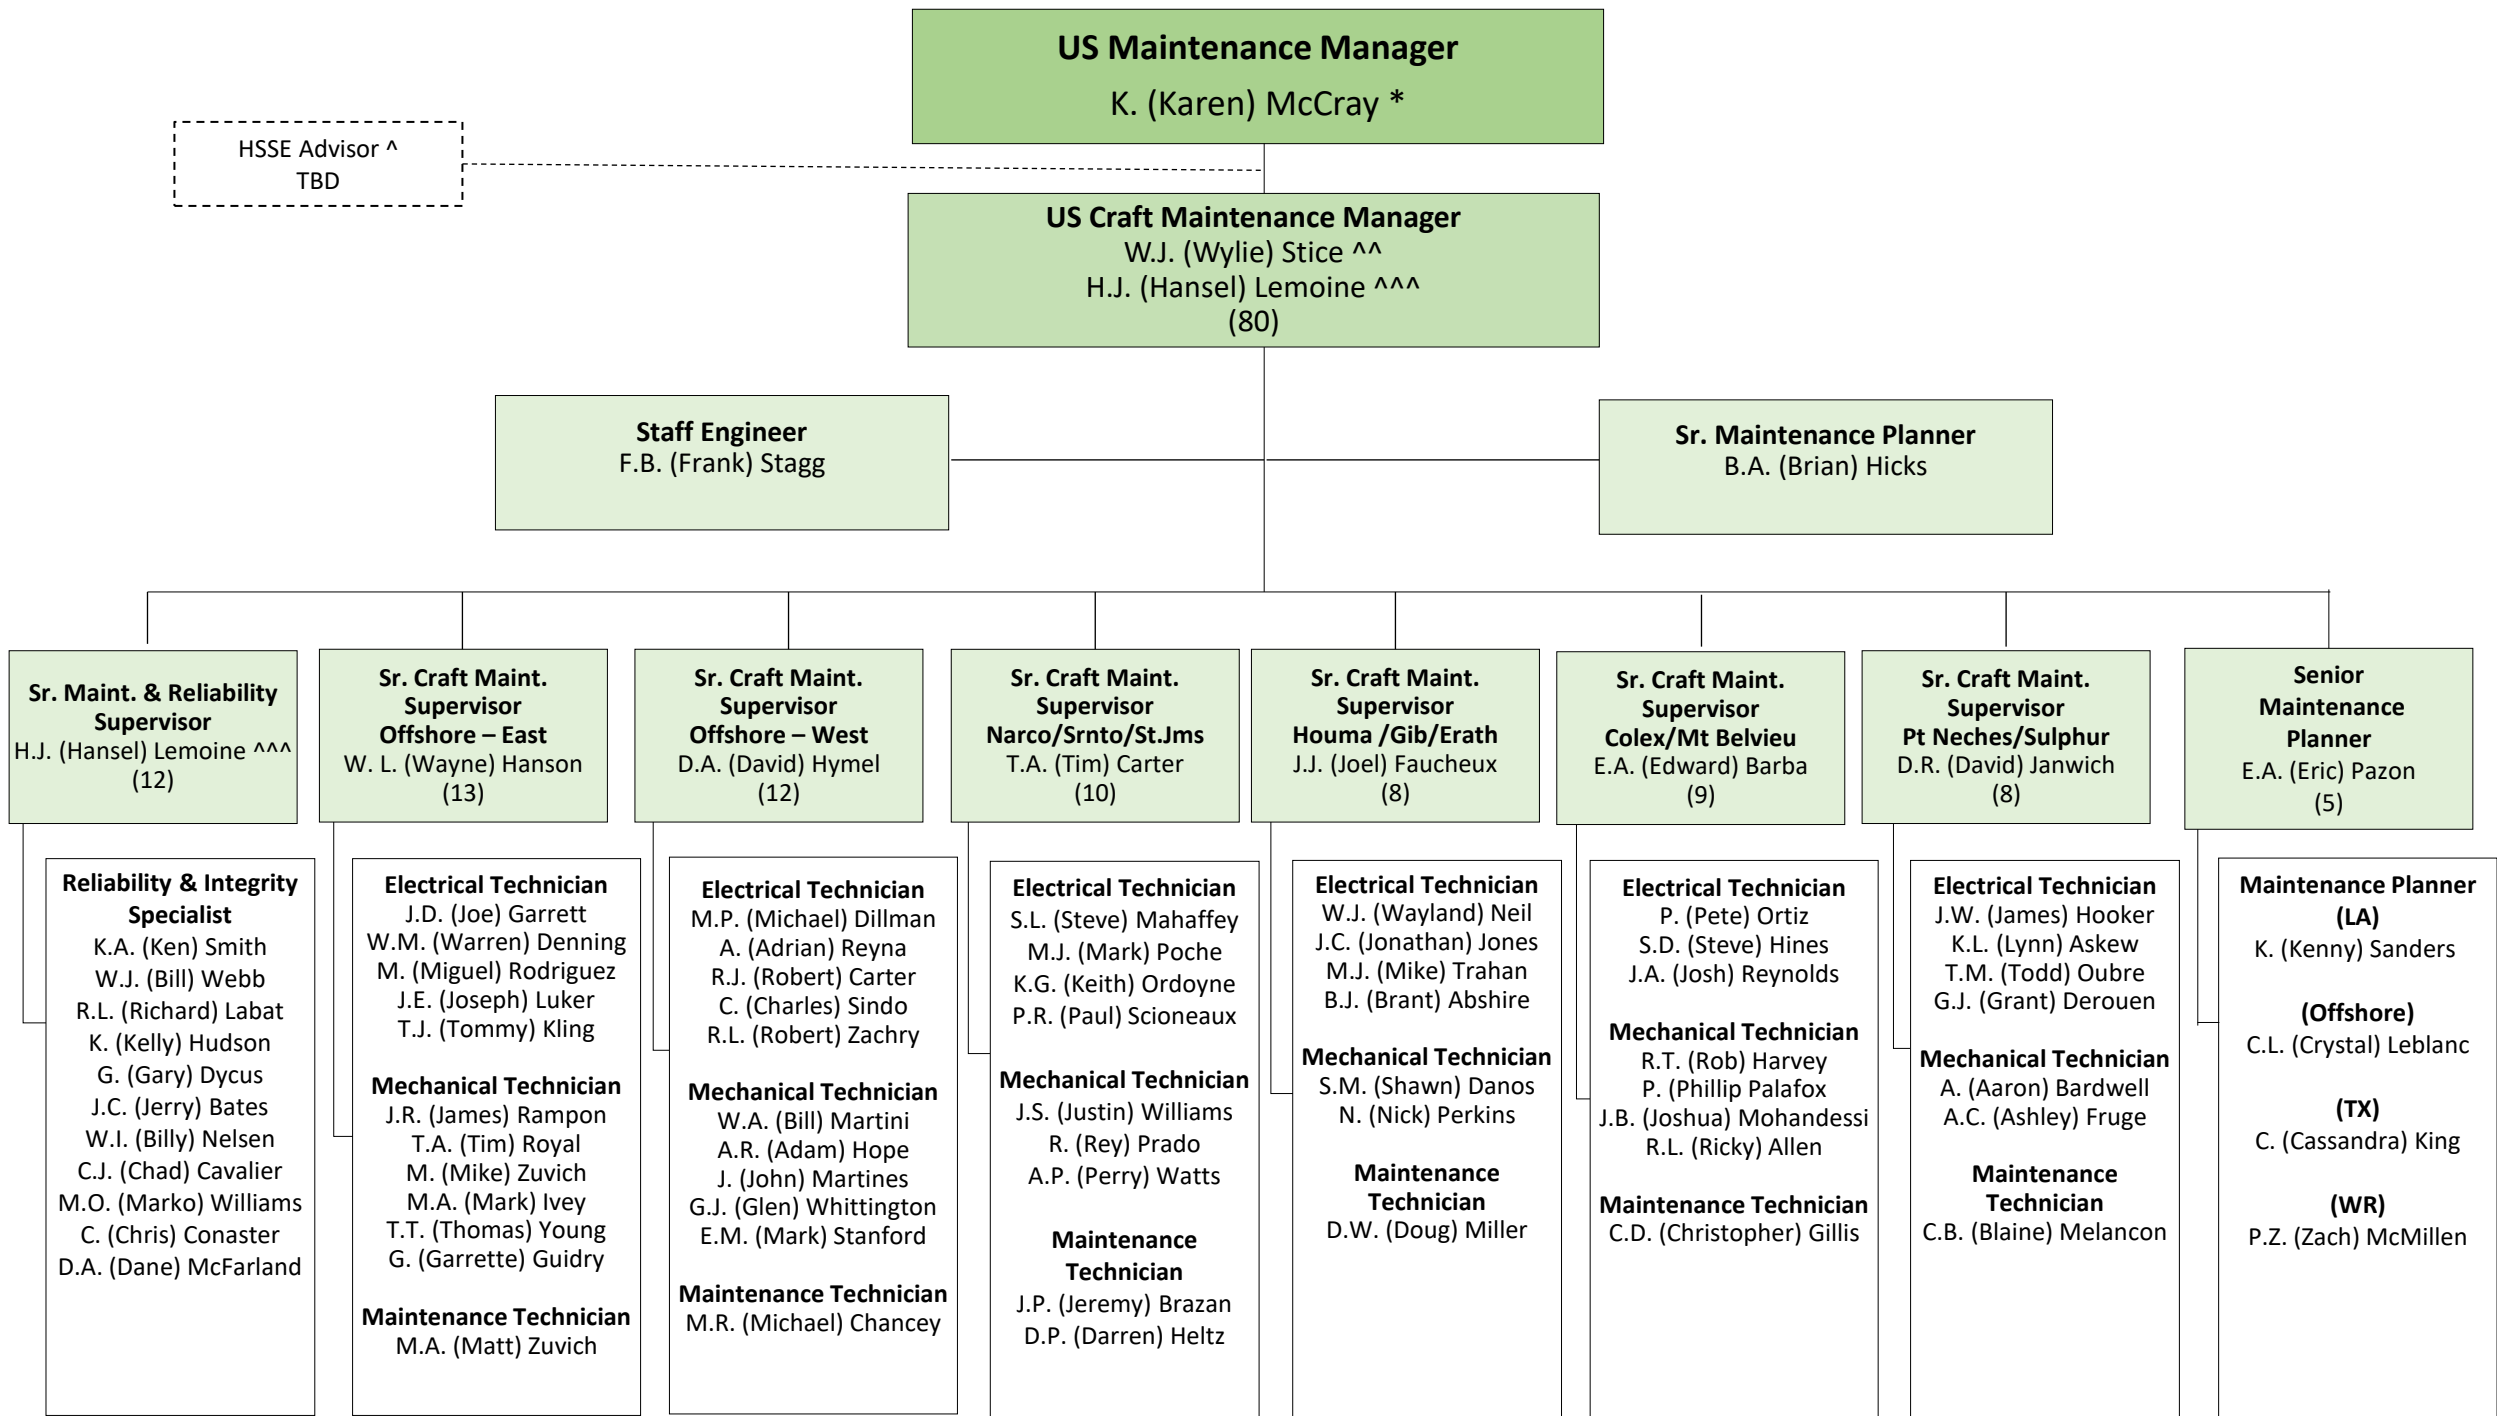 US Maintenance Manager
K. (Karen) McCray *
HSSE Advisor ^
TBD
US Craft Maintenance Manager
W.J. (Wylie) Stice ^^
H.J. (Hansel) Lemoine ^^^
(80)
Staff Engineer
F.B. (Frank) Stagg
Sr. Maintenance Planner
B.A. (Brian) Hicks
Sr. Maint. & Reliability
Supervisor
H.J. (Hansel) Lemoine ^^^
(12)
Sr. Craft Maint.
Supervisor
Offshore – East
W. L. (Wayne) Hanson
(13)
Sr. Craft Maint.
Supervisor
Offshore – West
D.A. (David) Hymel
(12)
Sr. Craft Maint.
Supervisor
Narco/Srnto/St.Jms
T.A. (Tim) Carter
(10)
Sr. Craft Maint.
Supervisor
Houma /Gib/Erath
J.J. (Joel) Faucheux
(8)
Sr. Craft Maint.
Supervisor
Colex/Mt Belvieu
E.A. (Edward) Barba
(9)
Sr. Craft Maint.
Supervisor
Pt Neches/Sulphur
D.R. (David) Janwich
(8)
Senior
Maintenance
Planner
E.A. (Eric) Pazon
(5)
Reliability & Integrity
Specialist
K.A. (Ken) Smith
W.J. (Bill) Webb
R.L. (Richard) Labat
K. (Kelly) Hudson
G. (Gary) Dycus
J.C. (Jerry) Bates
W.I. (Billy) Nelsen
C.J. (Chad) Cavalier
M.O. (Marko) Williams
C. (Chris) Conaster
D.A. (Dane) McFarland
Electrical Technician
J.D. (Joe) Garrett
W.M. (Warren) Denning
M. (Miguel) Rodriguez
J.E. (Joseph) Luker
T.J. (Tommy) Kling
Mechanical Technician
J.R. (James) Rampon
T.A. (Tim) Royal
M. (Mike) Zuvich
M.A. (Mark) Ivey
T.T. (Thomas) Young
G. (Garrette) Guidry
Maintenance Technician
M.A. (Matt) Zuvich
Electrical Technician
M.P. (Michael) Dillman
A. (Adrian) Reyna
R.J. (Robert) Carter
C. (Charles) Sindo
R.L. (Robert) Zachry
Mechanical Technician
W.A. (Bill) Martini
A.R. (Adam) Hope
J. (John) Martines
G.J. (Glen) Whittington
E.M. (Mark) Stanford
Maintenance Technician
M.R. (Michael) Chancey
Electrical Technician
S.L. (Steve) Mahaffey
M.J. (Mark) Poche
K.G. (Keith) Ordoyne
P.R. (Paul) Scioneaux
Mechanical Technician
J.S. (Justin) Williams
R. (Rey) Prado
A.P. (Perry) Watts
Maintenance
Technician
J.P. (Jeremy) Brazan
D.P. (Darren) Heltz
Electrical Technician
W.J. (Wayland) Neil
J.C. (Jonathan) Jones
M.J. (Mike) Trahan
B.J. (Brant) Abshire
Mechanical Technician
S.M. (Shawn) Danos
N. (Nick) Perkins
Maintenance
Technician
D.W. (Doug) Miller
Electrical Technician
P. (Pete) Ortiz
S.D. (Steve) Hines
J.A. (Josh) Reynolds
Mechanical Technician
R.T. (Rob) Harvey
P. (Phillip Palafox
J.B. (Joshua) Mohandessi
R.L. (Ricky) Allen
Maintenance Technician
C.D. (Christopher) Gillis
Electrical Technician
J.W. (James) Hooker
K.L. (Lynn) Askew
T.M. (Todd) Oubre
G.J. (Grant) Derouen
Mechanical Technician
A. (Aaron) Bardwell
A.C. (Ashley) Fruge
Maintenance
Technician
C.B. (Blaine) Melancon
Maintenance Planner
(LA)
K. (Kenny) Sanders
(Offshore)
C.L. (Crystal) Leblanc
(TX)
C. (Cassandra) King
(WR)
P.Z. (Zach) McMillen